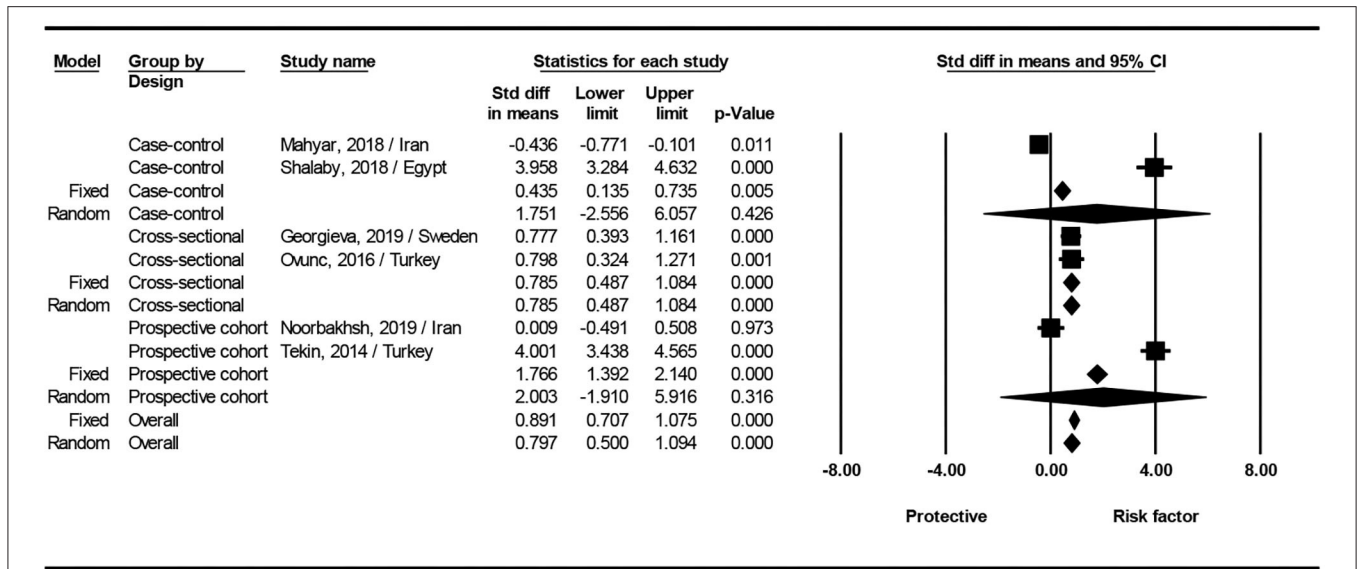 Model Group by Study name Statistics for each study Std diff in means and 95% CI
Design
Std diff Lower Upper
in means limit limit p-Value
Case-control Mahyar, 2018 / Iran -0.436 -0.771 -0.101 0.011
Case-control Shalaby, 2018 / Egypt 3.958 3.284 4.632 0.000
Fixed Case-control 0.435 0.135 0.735 0.005
Random Case-control 1.751 -2.556 6.057 0.426
Cross-sectional Georgieva, 2019 / Sweden 0.777 0.393 1.161 0.000
Cross-sectional Ovunc, 2016 / Turkey 0.798 0.324 1.271 0.001
Fixed Cross-sectional 0.785 0.487 1.084 0.000
Random Cross-sectional 0.785 0.487 1.084 0.000
Prospective cohort Noorbakhsh, 2019 / Iran 0.009 -0.491 0.508 0.973
Prospective cohort Tekin, 2014 / Turkey 4.001 3.438 4.565 0.000
Fixed Prospective cohort 1.766 1.392 2.140 0.000
Random Prospective cohort 2.003 -1.910 5.916 0.316
Fixed Overall 0.891 0.707 1.075 0.000
Random Overall 0.797 0.500 1.094 0.000
-8.00 -4.00 0.00 4.00 8.00
Protective Risk factor